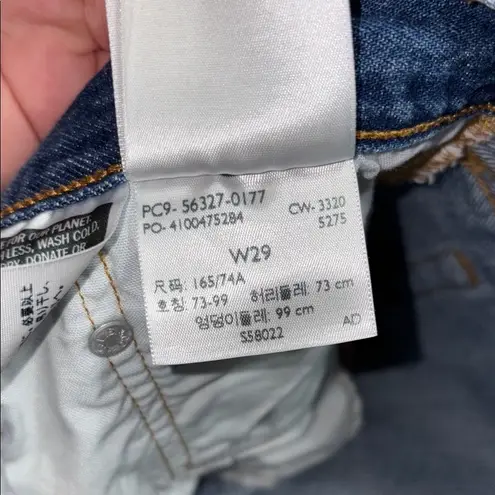 PC9- 56327-0177
PO- 4100475284
CW- 3320
5275
W29
尺码: 165/74A
호칭: 73-99 허리둘레: 73 cm
엉덩이둘레: 99 cm
S58022
AD
FOR OUR PLANET.
LESS, WASH COLD,
DRY, DONATE OR